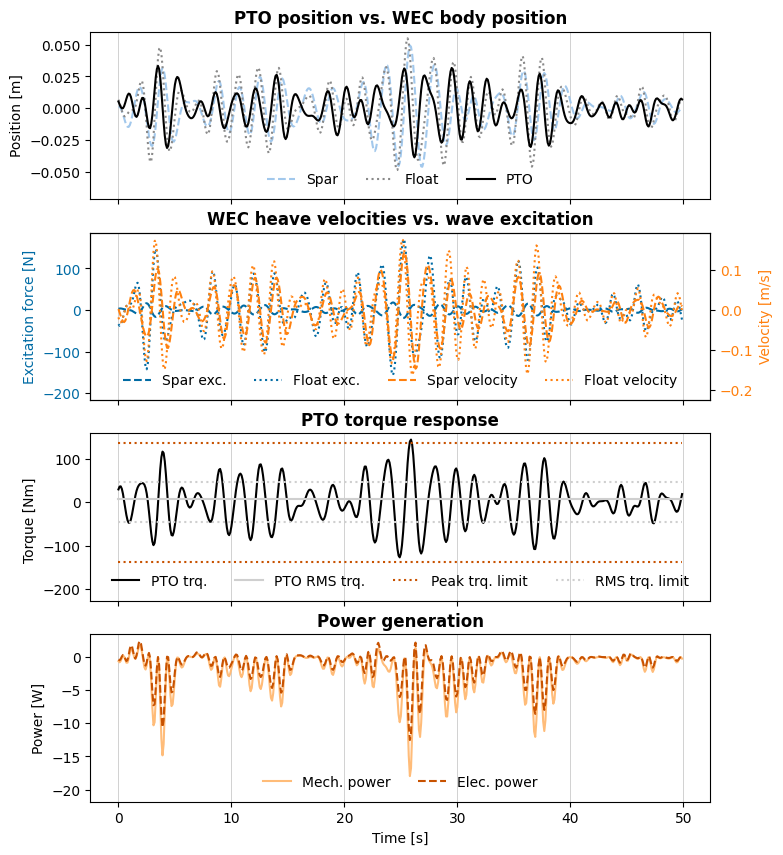 PTO position vs. WEC body position
0.050
0.025
0.000
−0.025
−0.050
Position [m]
Spar Float PTO
WEC heave velocities vs. wave excitation
100
0
−100
−200
Excitation force [N]
0.1
0.0
−0.1
−0.2
Velocity [m/s]
Spar exc. Float exc. Spar velocity Float velocity
PTO torque response
100
0
−100
−200
Torque [Nm]
PTO trq. PTO RMS trq. Peak trq. limit RMS trq. limit
Power generation
0
−5
−10
−15
−20
Power [W]
Mech. power Elec. power
0 10 20 30 40 50
Time [s]